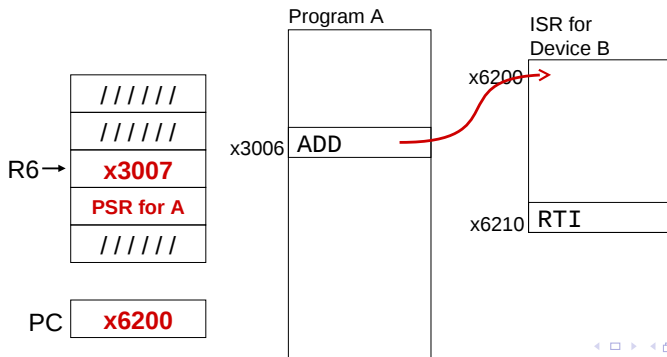 Program A
ISR for
Device B
x6200
//////
//////
x3006 ADD
R6 x3007
PSR for A
x6210 RTI
//////
PC x6200